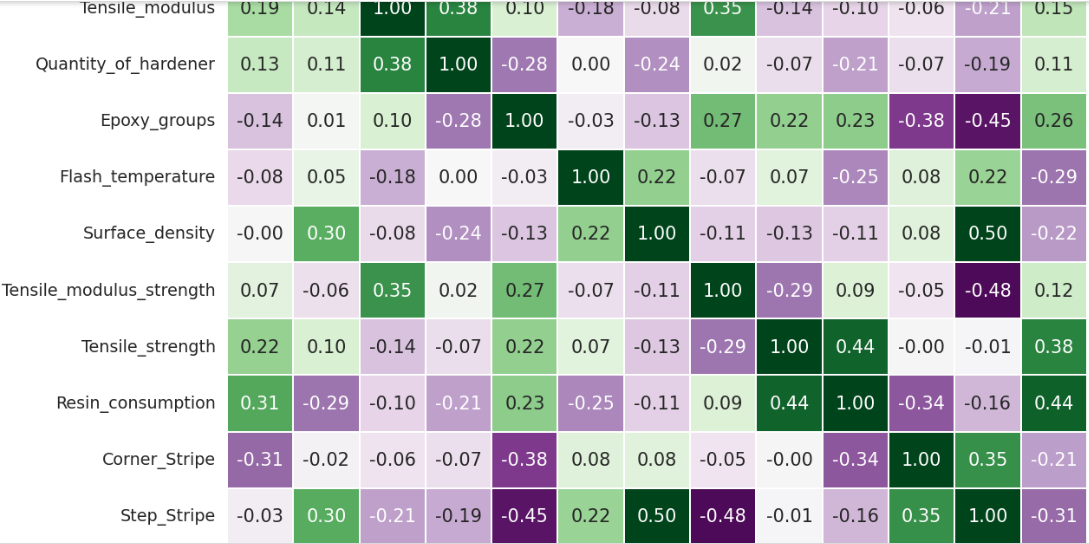 Tensile_modulus 0.19 0.14 1.00 0.38 0.10 -0.18 -0.08 0.35 -0.14 -0.10 -0.06 -0.21 0.15
Quantity_of_hardener 0.13 0.11 0.38 1.00 -0.28 0.00 -0.24 0.02 -0.07 -0.21 -0.07 -0.19 0.11
Epoxy_groups -0.14 0.01 0.10 -0.28 1.00 -0.03 -0.13 0.27 0.22 0.23 -0.38 -0.45 0.26
Flash_temperature -0.08 0.05 -0.18 0.00 -0.03 1.00 0.22 -0.07 0.07 -0.25 0.08 0.22 -0.29
Surface_density -0.00 0.30 -0.08 -0.24 -0.13 0.22 1.00 -0.11 -0.13 -0.11 0.08 0.50 -0.22
Tensile_modulus_strength 0.07 -0.06 0.35 0.02 0.27 -0.07 -0.11 1.00 -0.29 0.09 -0.05 -0.48 0.12
Tensile_strength 0.22 0.10 -0.14 -0.07 0.22 0.07 -0.13 -0.29 1.00 0.44 -0.00 -0.01 0.38
Resin_consumption 0.31 -0.29 -0.10 -0.21 0.23 -0.25 -0.11 0.09 0.44 1.00 -0.34 -0.16 0.44
Corner_Stripe -0.31 -0.02 -0.06 -0.07 -0.38 0.08 0.08 -0.05 -0.00 -0.34 1.00 0.35 -0.21
Step_Stripe -0.03 0.30 -0.21 -0.19 -0.45 0.22 0.50 -0.48 -0.01 -0.16 0.35 1.00 -0.31